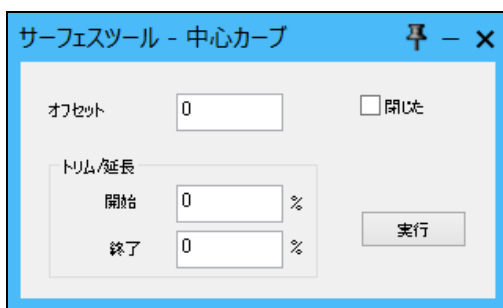 サーフェスツール - 中心カーブ
オフセット 0 閉じた
トリム/延長
開始 0 %
終了 0 % 実行